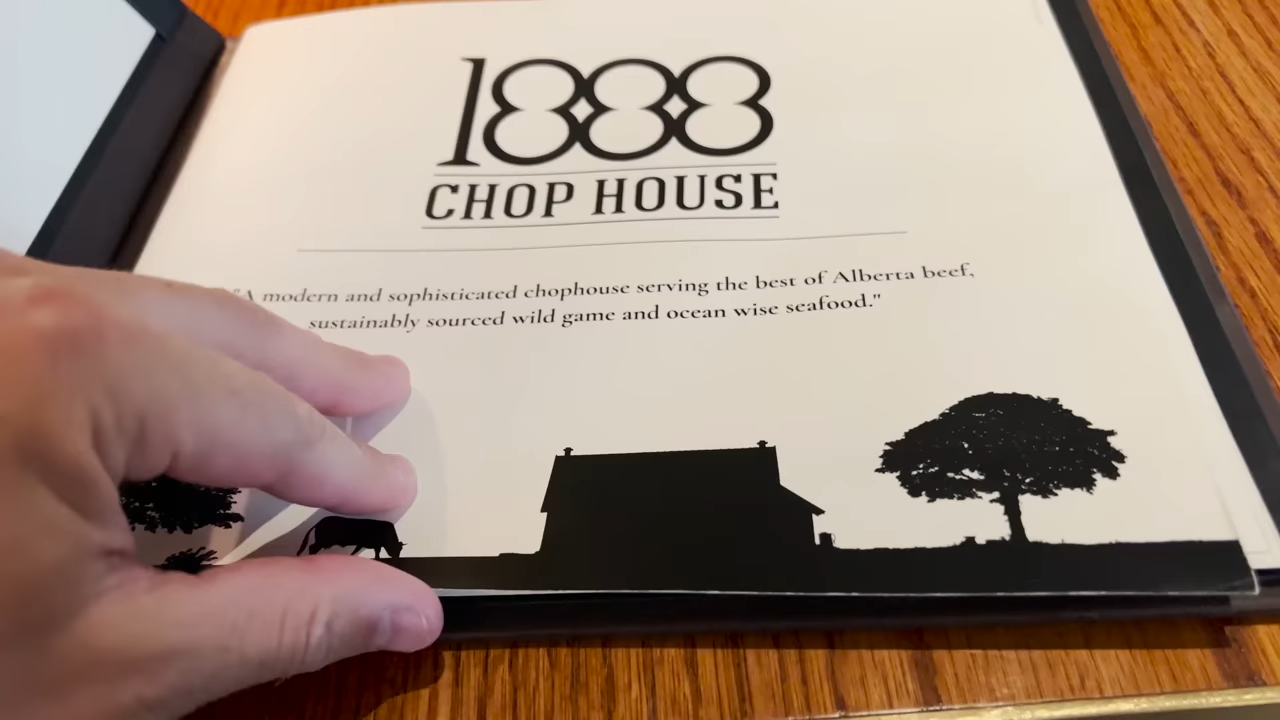 1888
CHOP HOUSE
"A modern and sophisticated chophouse serving the best of Alberta beef,
sustainably sourced wild game and ocean wise seafood."